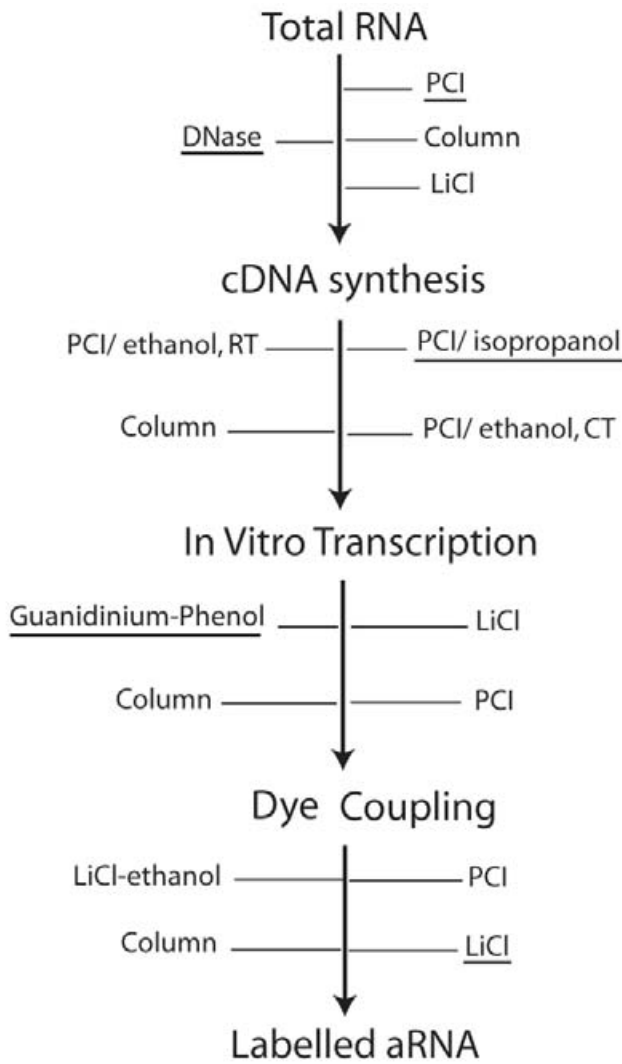 Total RNA
PCI
DNase
Column
LiCl
cDNA synthesis
PCI/ ethanol, RT
PCI/ isopropanol
Column
PCI/ ethanol, CT
In Vitro Transcription
Guanidinium-Phenol
LiCl
Column
PCI
Dye Coupling
LiCl-ethanol
PCI
Column
LiCl
Labelled aRNA